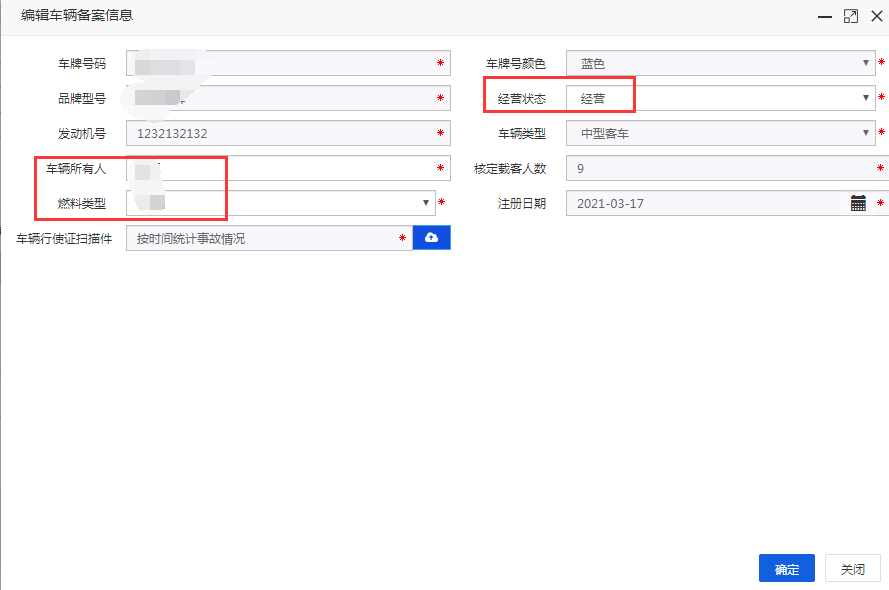 编辑车辆备案信息
车牌号码 * 车牌号颜色 蓝色 *
品牌型号 * 经营状态 经营 *
发动机号 1232132132 * 车辆类型 中型客车 *
车辆所有人 * 核定载客人数 9 *
燃料类型 * 注册日期 2021-03-17 *
车辆行使证扫描件 按时间统计事故情况 *
确定 关闭